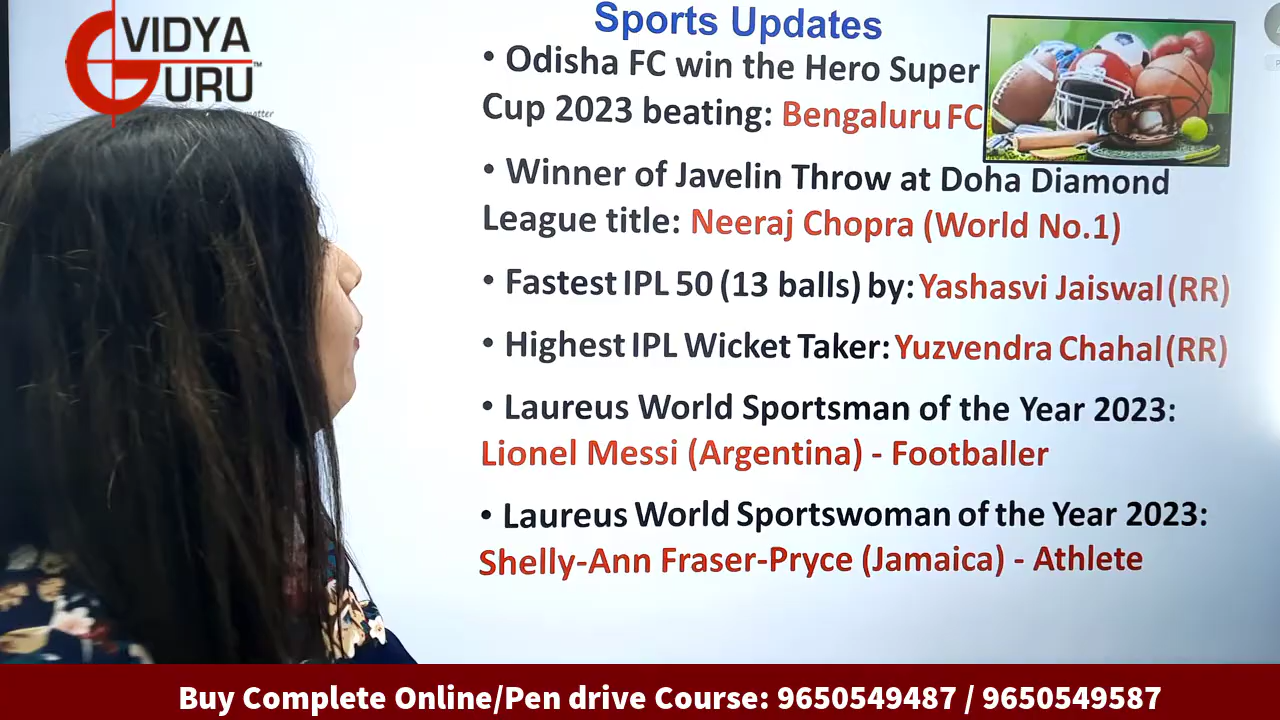 VIDYA
GURU™
matter
Sports Updates
• Odisha FC win the Hero Super
Cup 2023 beating: Bengaluru FC
• Winner of Javelin Throw at Doha Diamond
League title: Neeraj Chopra (World No.1)
• Fastest IPL 50 (13 balls) by: Yashasvi Jaiswal (RR)
• Highest IPL Wicket Taker: Yuzvendra Chahal (RR)
• Laureus World Sportsman of the Year 2023:
Lionel Messi (Argentina) - Footballer
• Laureus World Sportswoman of the Year 2023:
Shelly-Ann Fraser-Pryce (Jamaica) - Athlete
Buy Complete Online/Pen drive Course: 9650549487 / 9650549587